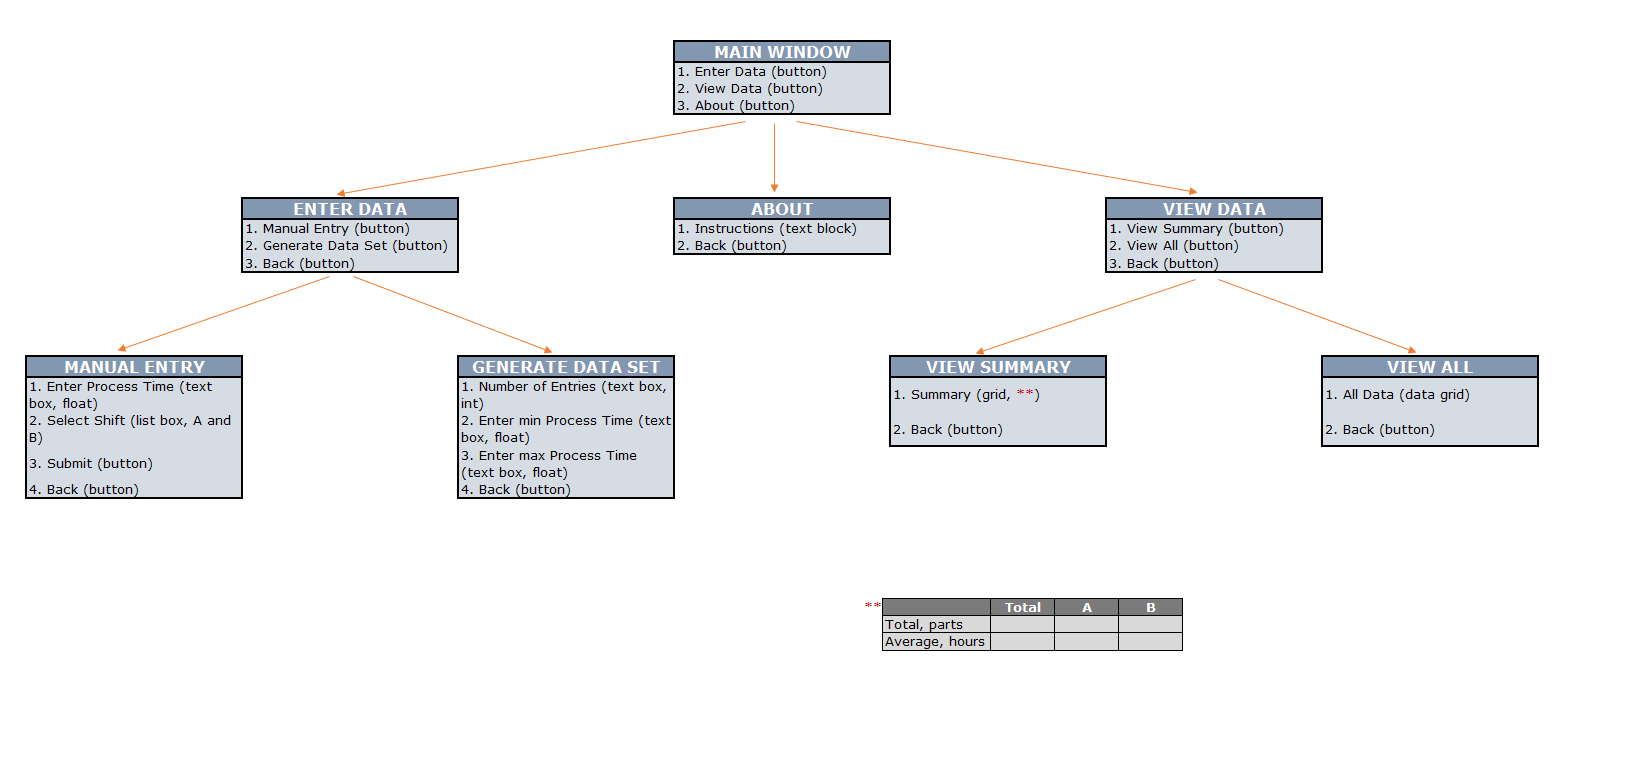 MAIN WINDOW
1. Enter Data (button)
2. View Data (button)
3. About (button)
ENTER DATA
1. Manual Entry (button)
2. Generate Data Set (button)
3. Back (button)
ABOUT
1. Instructions (text block)
2. Back (button)
VIEW DATA
1. View Summary (button)
2. View All (button)
3. Back (button)
MANUAL ENTRY
1. Enter Process Time (text
box, float)
2. Select Shift (list box, A and
B)
3. Submit (button)
4. Back (button)
GENERATE DATA SET
1. Number of Entries (text box,
int)
2. Enter min Process Time (text
box, float)
3. Enter max Process Time
(text box, float)
4. Back (button)
VIEW SUMMARY
1. Summary (grid, **)
2. Back (button)
VIEW ALL
1. All Data (data grid)
2. Back (button)
** Total A B
Total, parts
Average, hours